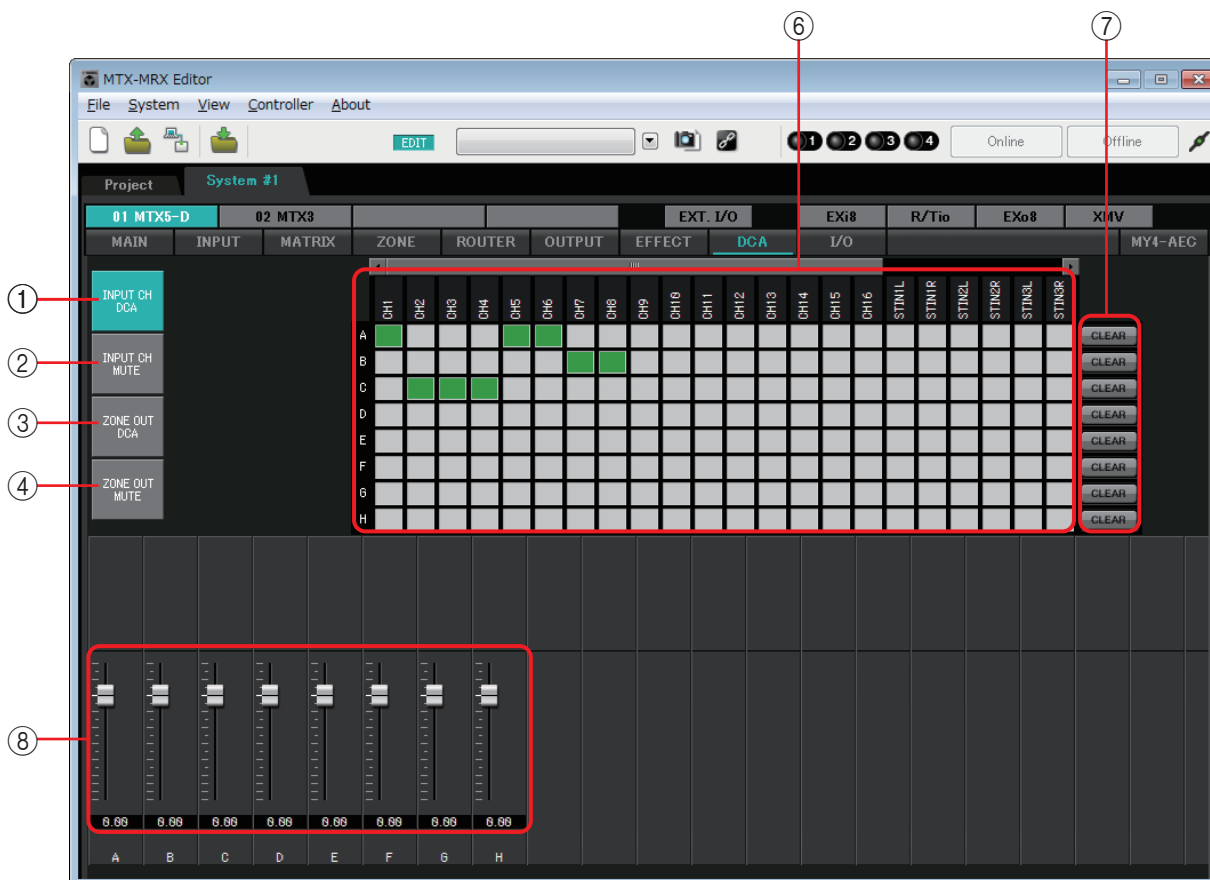 ⑥ ⑦
MTX-MRX Editor
File System View Controller About
EDIT 1 2 3 4 Online Offline
Project System #1
01 MTX5-D 02 MTX3 EXT. I/O EXi8 R/Tio EXo8 XMV
MAIN INPUT MATRIX ZONE ROUTER OUTPUT EFFECT DCA I/O MY4-AEC
① INPUT CH
DCA
② INPUT CH
MUTE
③ ZONE OUT
DCA
④ ZONE OUT
MUTE
CH1 CH2 CH3 CH4 CH5 CH6 CH7 CH8 CH9 CH10 CH11 CH12 CH13 CH14 CH15 CH16 STIN1L STIN1R STIN2L STIN2R STIN3L STIN3R
A CLEAR
B CLEAR
C CLEAR
D CLEAR
E CLEAR
F CLEAR
G CLEAR
H CLEAR
⑧
0.00 0.00 0.00 0.00 0.00 0.00 0.00 0.00
A B C D E F G H